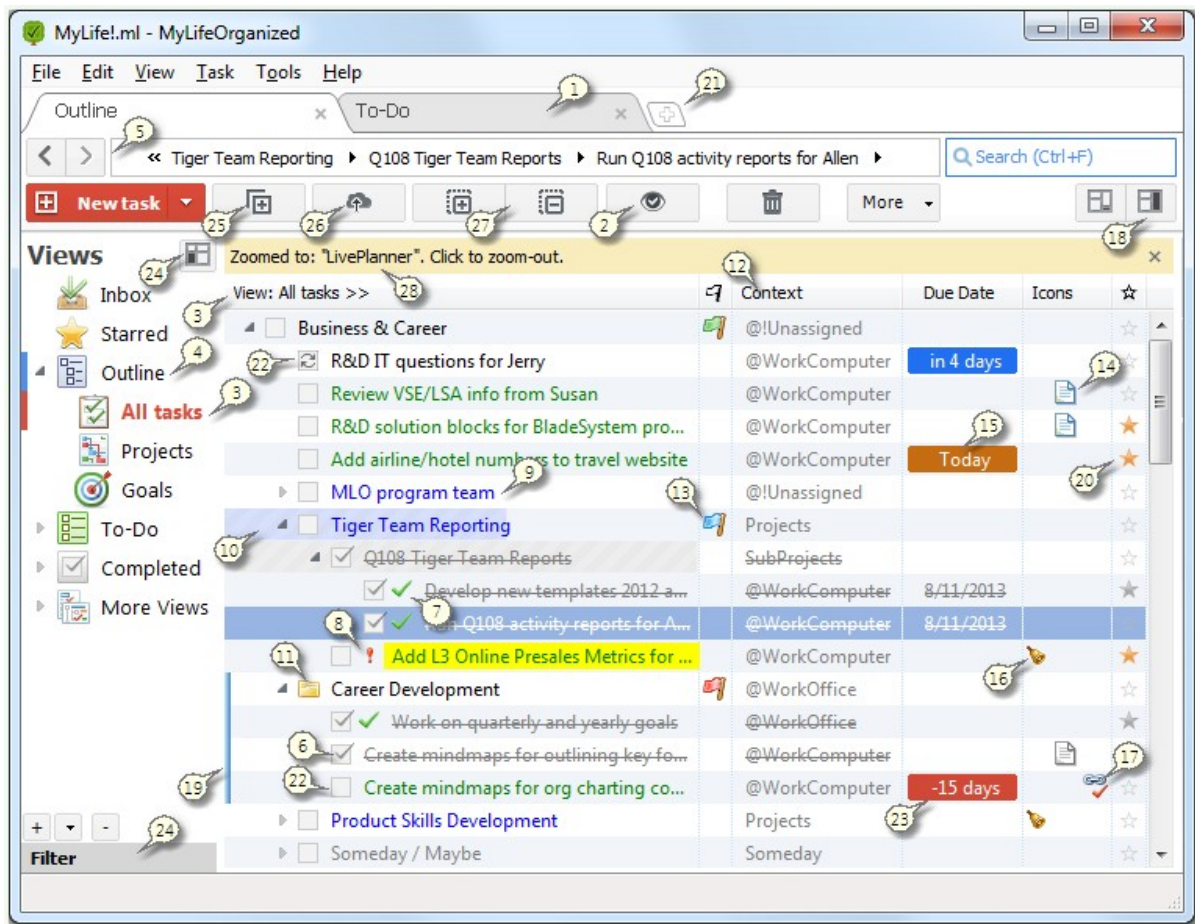 MyLife!.ml - MyLifeOrganized
File Edit View Task Tools Help
Outline To-Do 1 21
5 « Tiger Team Reporting Q108 Tiger Team Reports Run Q108 activity reports for Allen Search (Ctrl+F)
New task 25 26 27 2 More 18
Views 24 Zoomed to: "LivePlanner". Click to zoom-out. 28 12
Inbox 3 View: All tasks >> Context Due Date Icons
Starred Business & Career @!Unassigned
Outline 4 22 R&D IT questions for Jerry @WorkComputer in 4 days 14
All tasks 3 Review VSE/LSA info from Susan @WorkComputer
R&D solution blocks for BladeSystem pro... @WorkComputer 15
Projects Add airline/hotel numbers to travel website @WorkComputer Today 20
Goals MLO program team 9 13 @!Unassigned
To-Do 10 Tiger Team Reporting Projects
Completed Q108 Tiger Team Reports SubProjects
More Views Develop new templates 2012 a... 7 @WorkComputer 8/11/2013
8 Run Q108 activity reports for A... @WorkComputer 8/11/2013
11 Add L3 Online Presales Metrics for ... @WorkComputer 16
Career Development @WorkOffice
Work on quarterly and yearly goals @WorkOffice
6 Create mindmaps for outlining key fo... @WorkComputer 17
19 22 Create mindmaps for org charting co... @WorkComputer -15 days 23
+ - 24 Product Skills Development Projects
Filter Someday / Maybe Someday